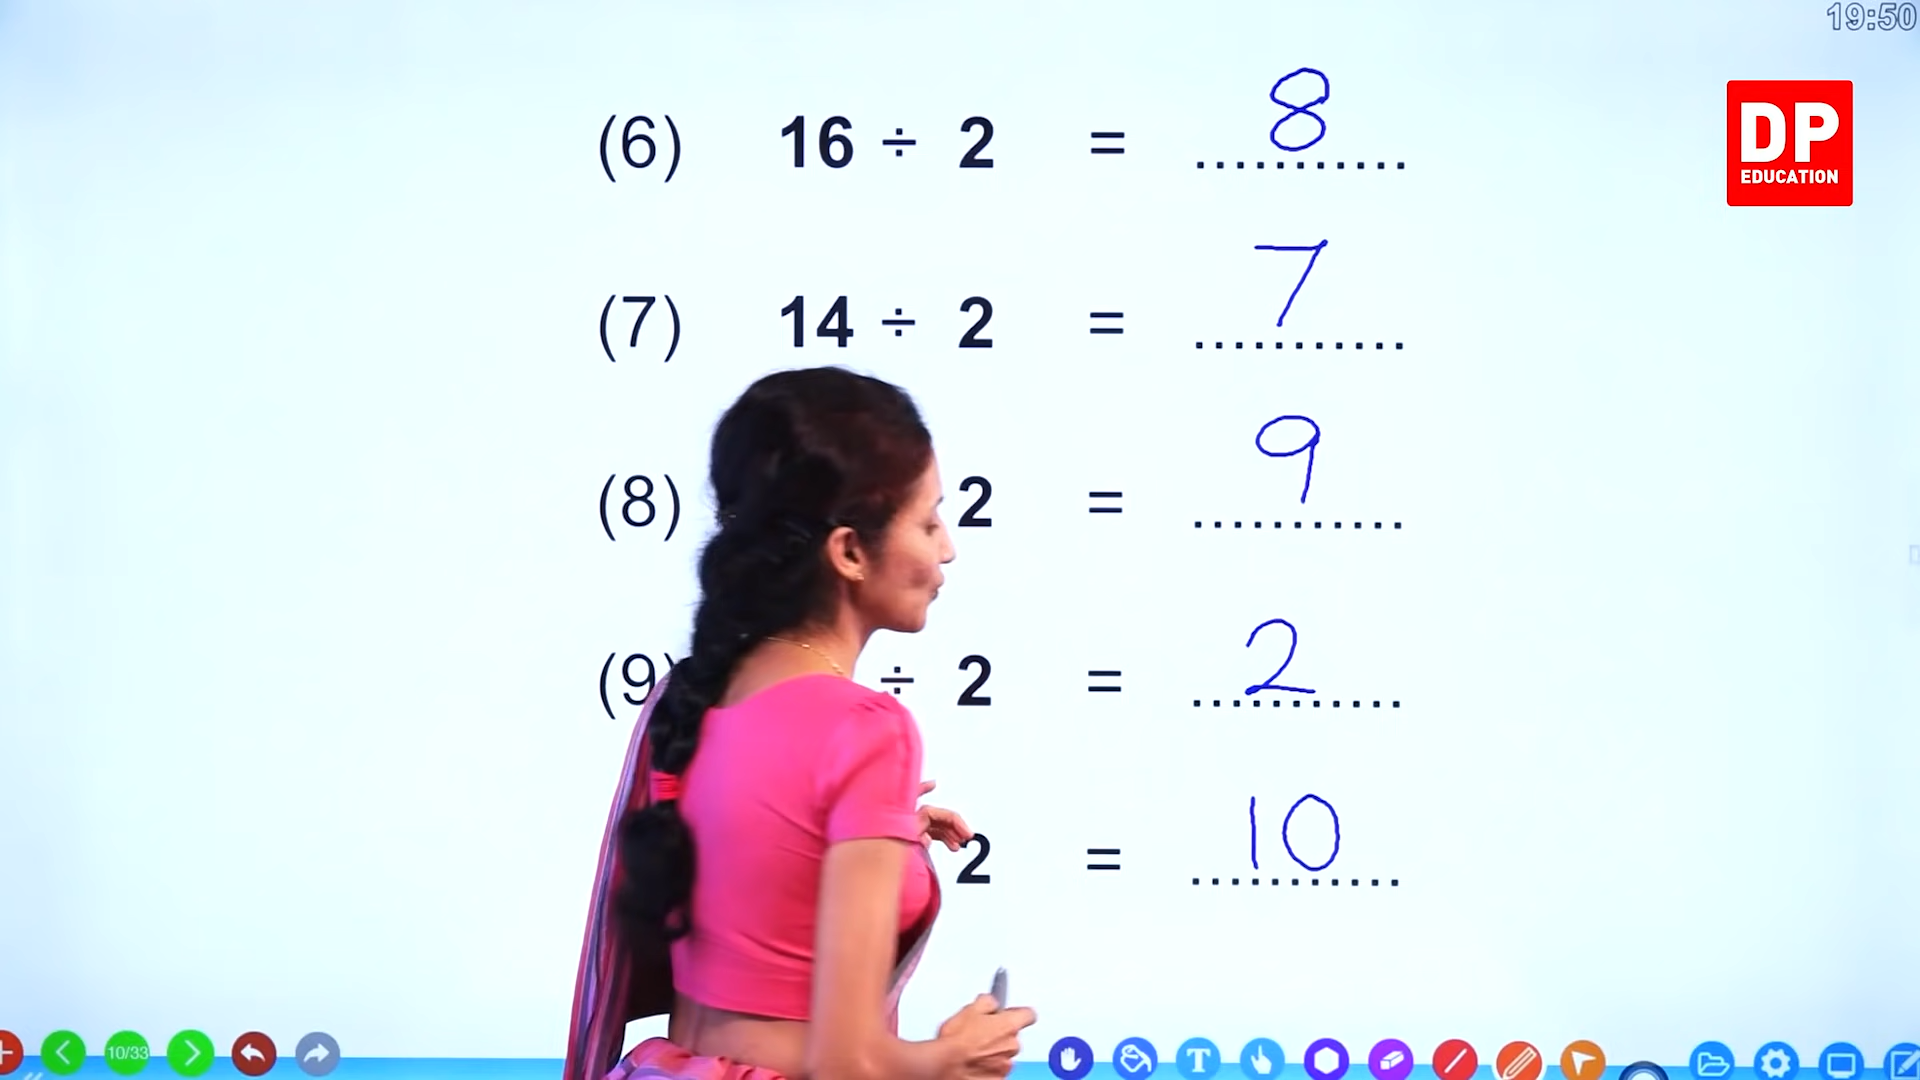 19:50
DP
EDUCATION
(6) 16 ÷ 2 = 8
(7) 14 ÷ 2 = 7
(8) 2 = 9
(9) ÷ 2 = 2
2 = 10
10/33
T